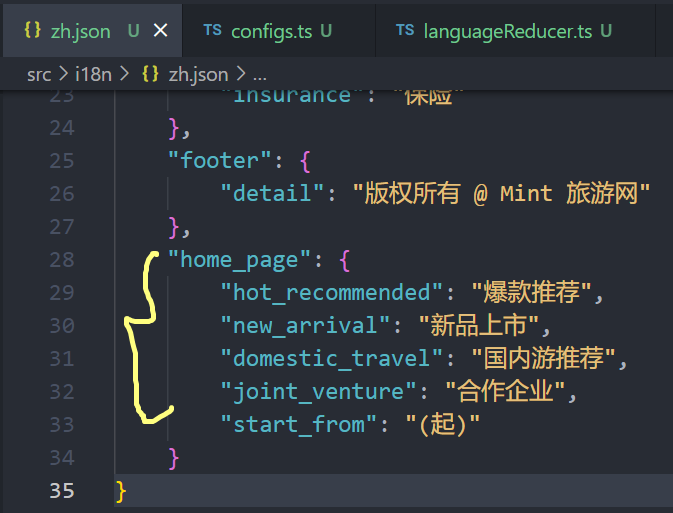 {} zh.json U × TS configs.ts U TS languageReducer.ts U
src > i18n > {} zh.json > ...
23 "insurance": "保险"
24 },
25 "footer": {
26 "detail": "版权所有 @ Mint 旅游网"
27 },
28 "home_page": {
29 "hot_recommended": "爆款推荐",
30 "new_arrival": "新品上市",
31 "domestic_travel": "国内游推荐",
32 "joint_venture": "合作企业",
33 "start_from": "(起)"
34 }
35 }